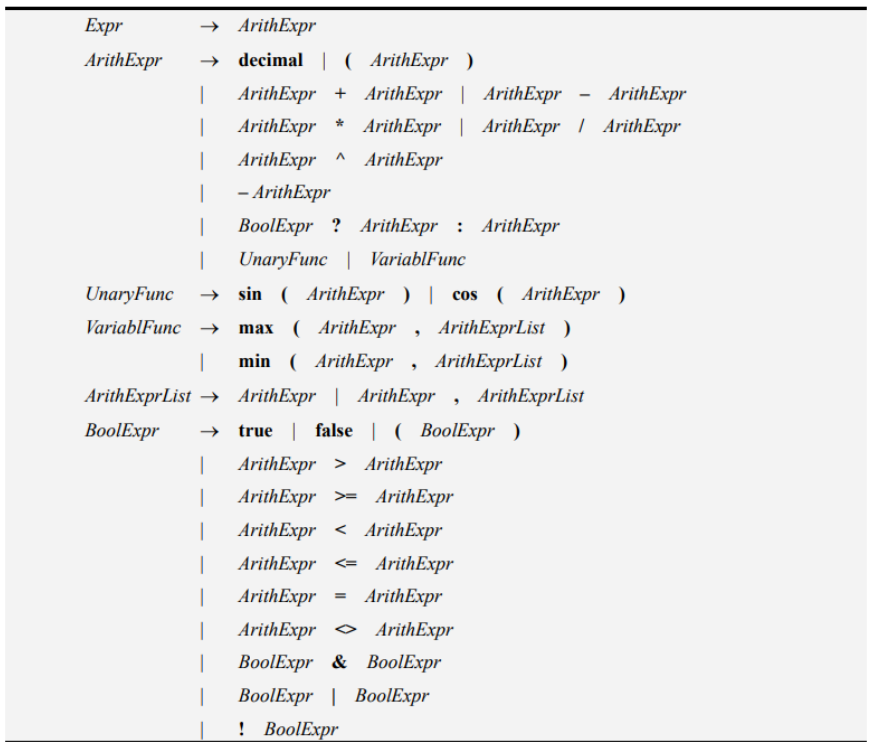 Expr → ArithExpr
ArithExpr → decimal | ( ArithExpr )
| ArithExpr + ArithExpr | ArithExpr – ArithExpr
| ArithExpr * ArithExpr | ArithExpr / ArithExpr
| ArithExpr ^ ArithExpr
| – ArithExpr
| BoolExpr ? ArithExpr : ArithExpr
| UnaryFunc | VariablFunc
UnaryFunc → sin ( ArithExpr ) | cos ( ArithExpr )
VariablFunc → max ( ArithExpr , ArithExprList )
| min ( ArithExpr , ArithExprList )
ArithExprList → ArithExpr | ArithExpr , ArithExprList
BoolExpr → true | false | ( BoolExpr )
| ArithExpr > ArithExpr
| ArithExpr >= ArithExpr
| ArithExpr < ArithExpr
| ArithExpr <= ArithExpr
| ArithExpr = ArithExpr
| ArithExpr <> ArithExpr
| BoolExpr & BoolExpr
| BoolExpr | BoolExpr
| ! BoolExpr